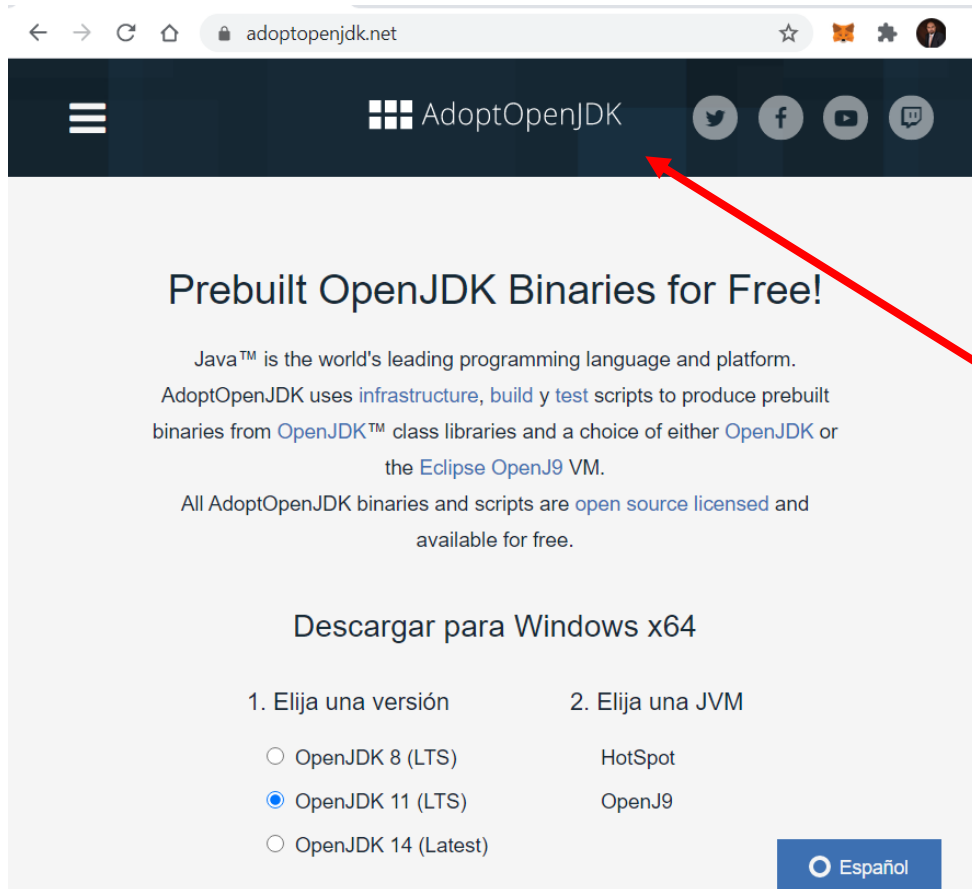 adoptopenjdk.net
AdoptOpenJDK
Prebuilt OpenJDK Binaries for Free!
Java™ is the world's leading programming language and platform.
AdoptOpenJDK uses infrastructure, build y test scripts to produce prebuilt
binaries from OpenJDK™ class libraries and a choice of either OpenJDK or
the Eclipse OpenJ9 VM.
All AdoptOpenJDK binaries and scripts are open source licensed and
available for free.
Descargar para Windows x64
1. Elija una versión
2. Elija una JVM
OpenJDK 8 (LTS)
HotSpot
OpenJDK 11 (LTS)
OpenJ9
OpenJDK 14 (Latest)
Español